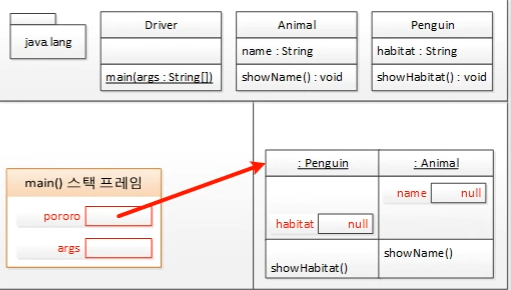 java.lang
Driver
main(args : String[])
Animal
name : String
showName() : void
Penguin
habitat : String
showHabitat() : void
main() 스택 프레임
pororo
args
: Penguin
habitat null
showHabitat()
: Animal
name null
showName()